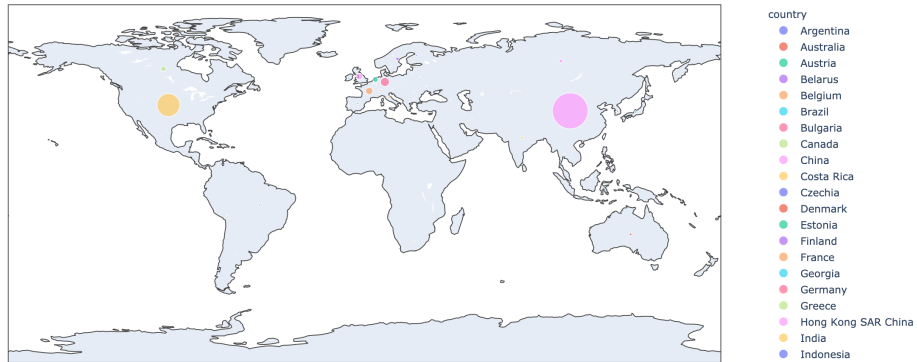 country
Argentina
Australia
Austria
Belarus
Belgium
Brazil
Bulgaria
Canada
China
Costa Rica
Czechia
Denmark
Estonia
Finland
France
Georgia
Germany
Greece
Hong Kong SAR China
India
Indonesia